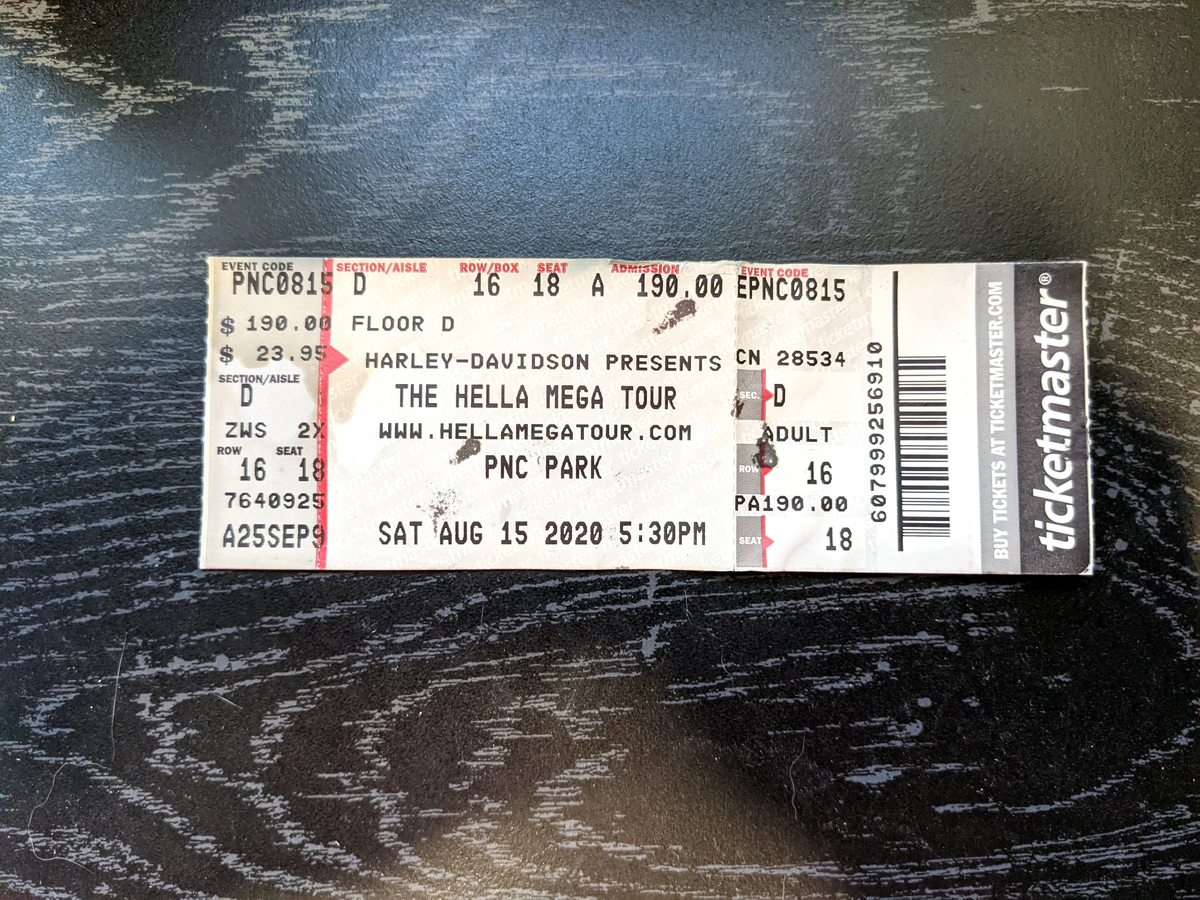 EVENT CODE
PNC0815
$ 190.00
$ 23.95
SECTION/AISLE
D
ZWS 2X
ROW SEAT
16 18
7640925
A25SEP9
SECTION/AISLE ROW/BOX SEAT ADMISSION
D 16 18 A 190.00
FLOOR D
HARLEY-DAVIDSON PRESENTS
THE HELLA MEGA TOUR
WWW.HELLAMEGATOUR.COM
PNC PARK
SAT AUG 15 2020 5:30PM
EVENT CODE
EPNC0815
CN 28534
SEC. D
ADULT
ROW 16
PA190.00
SEAT 18
607999256910
BUY TICKETS AT TICKETMASTER.COM
ticketmaster®